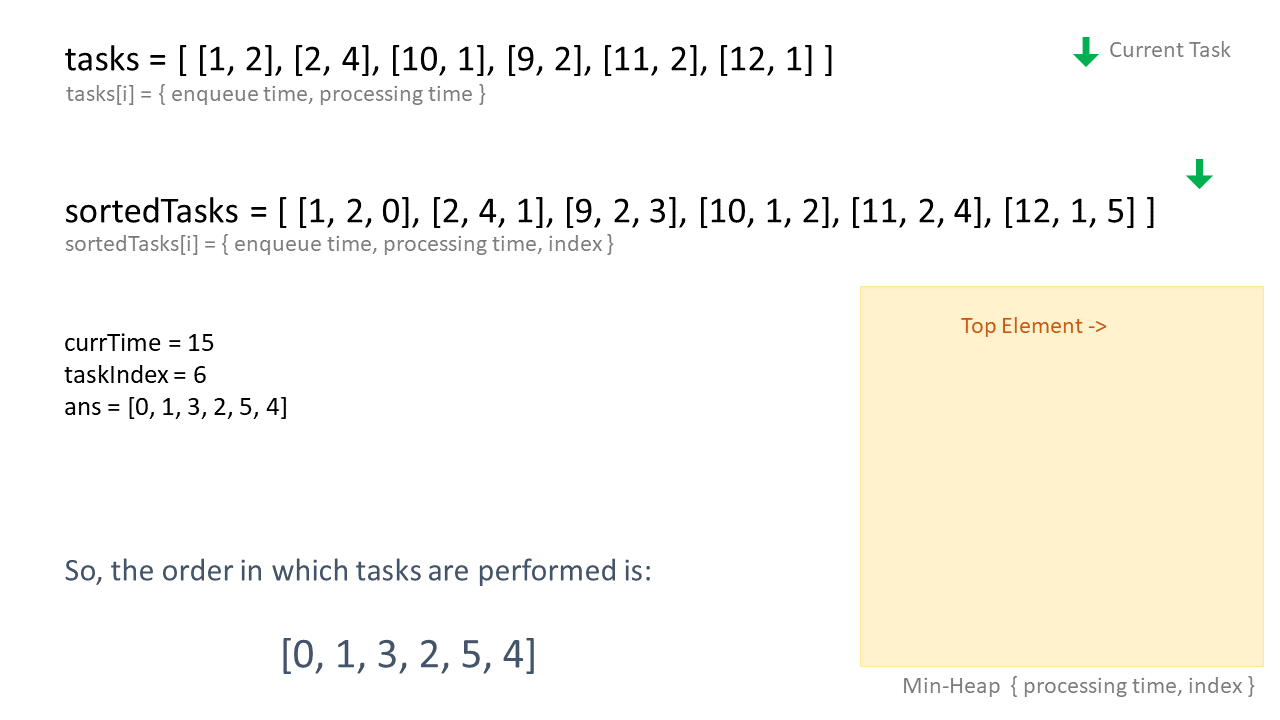 tasks = [ [1, 2], [2, 4], [10, 1], [9, 2], [11, 2], [12, 1] ]
Current Task
tasks[i] = { enqueue time, processing time }
sortedTasks = [ [1, 2, 0], [2, 4, 1], [9, 2, 3], [10, 1, 2], [11, 2, 4], [12, 1, 5] ]
sortedTasks[i] = { enqueue time, processing time, index }
Top Element ->
currTime = 15
taskIndex = 6
ans = [0, 1, 3, 2, 5, 4]
So, the order in which tasks are performed is:
[0, 1, 3, 2, 5, 4]
Min-Heap { processing time, index }